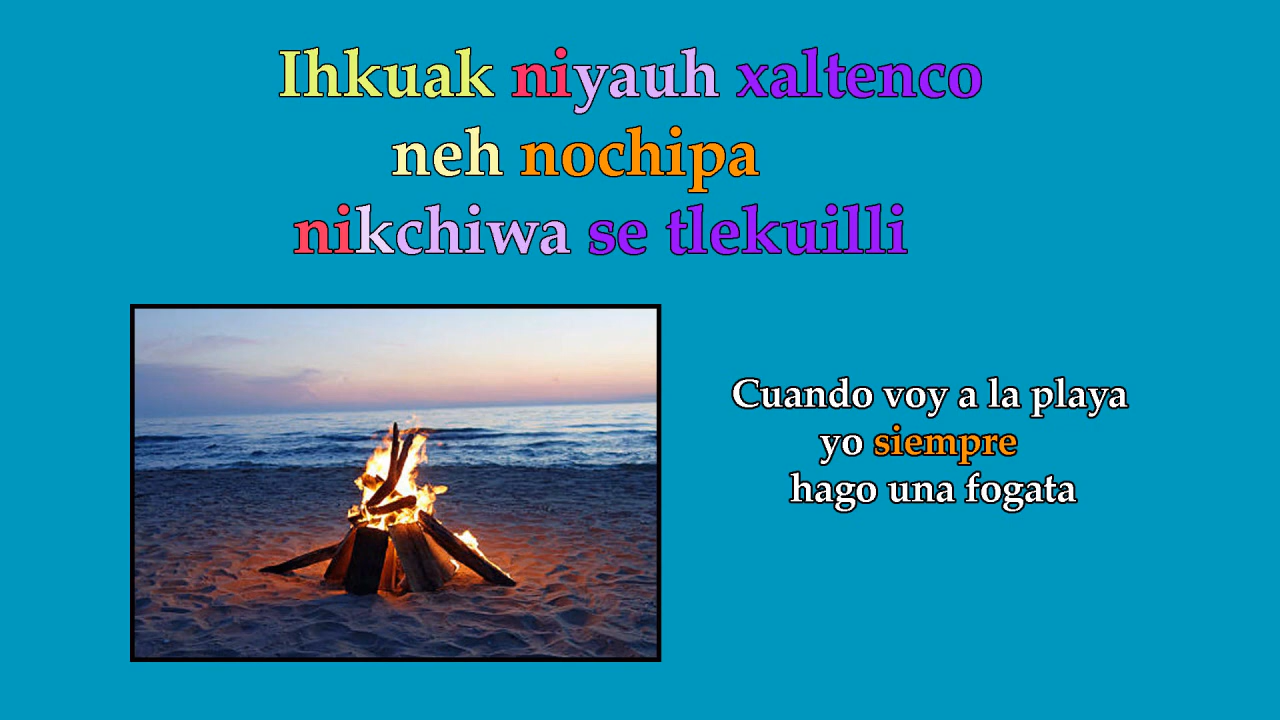 Ihkuak niyauh xaltenco
neh nochipa
nikchiwa se tlekuilli
Cuando voy a la playa
yo siempre
hago una fogata